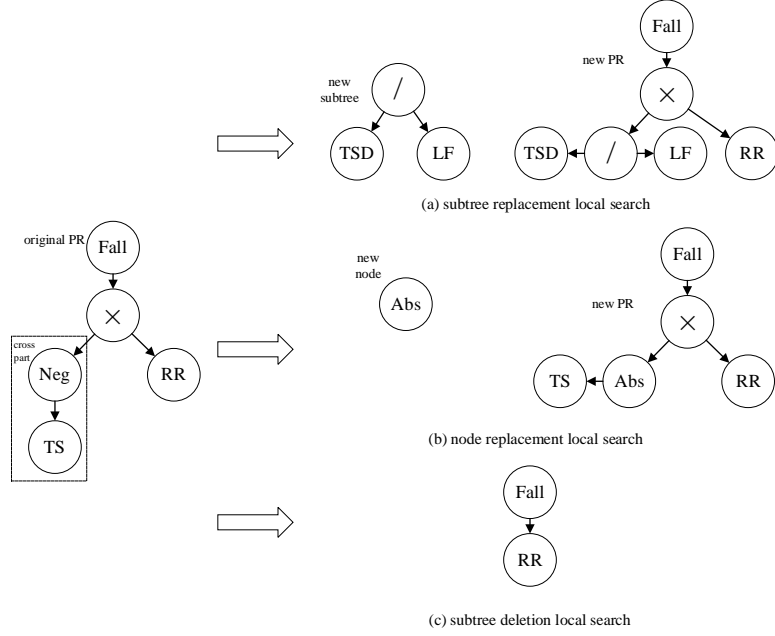 original PR
Fall
×
cross
part
Neg
RR
TS
new
subtree
/
TSD
LF
new PR
Fall
×
TSD
/
LF
RR
(a) subtree replacement local search
new
node
Abs
new PR
Fall
×
TS
Abs
RR
(b) node replacement local search
Fall
RR
(c) subtree deletion local search